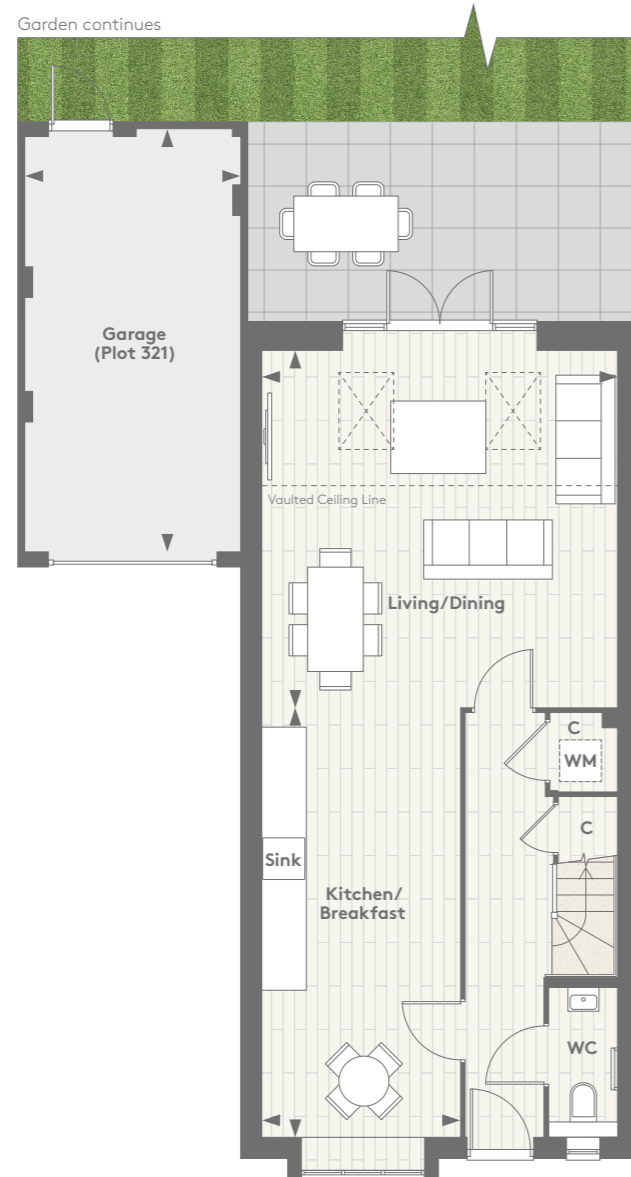 Garden continues
Garage
(Plot 321)
Vaulted Ceiling Line
Living/Dining
C
WM
C
Sink
Kitchen/
Breakfast
WC